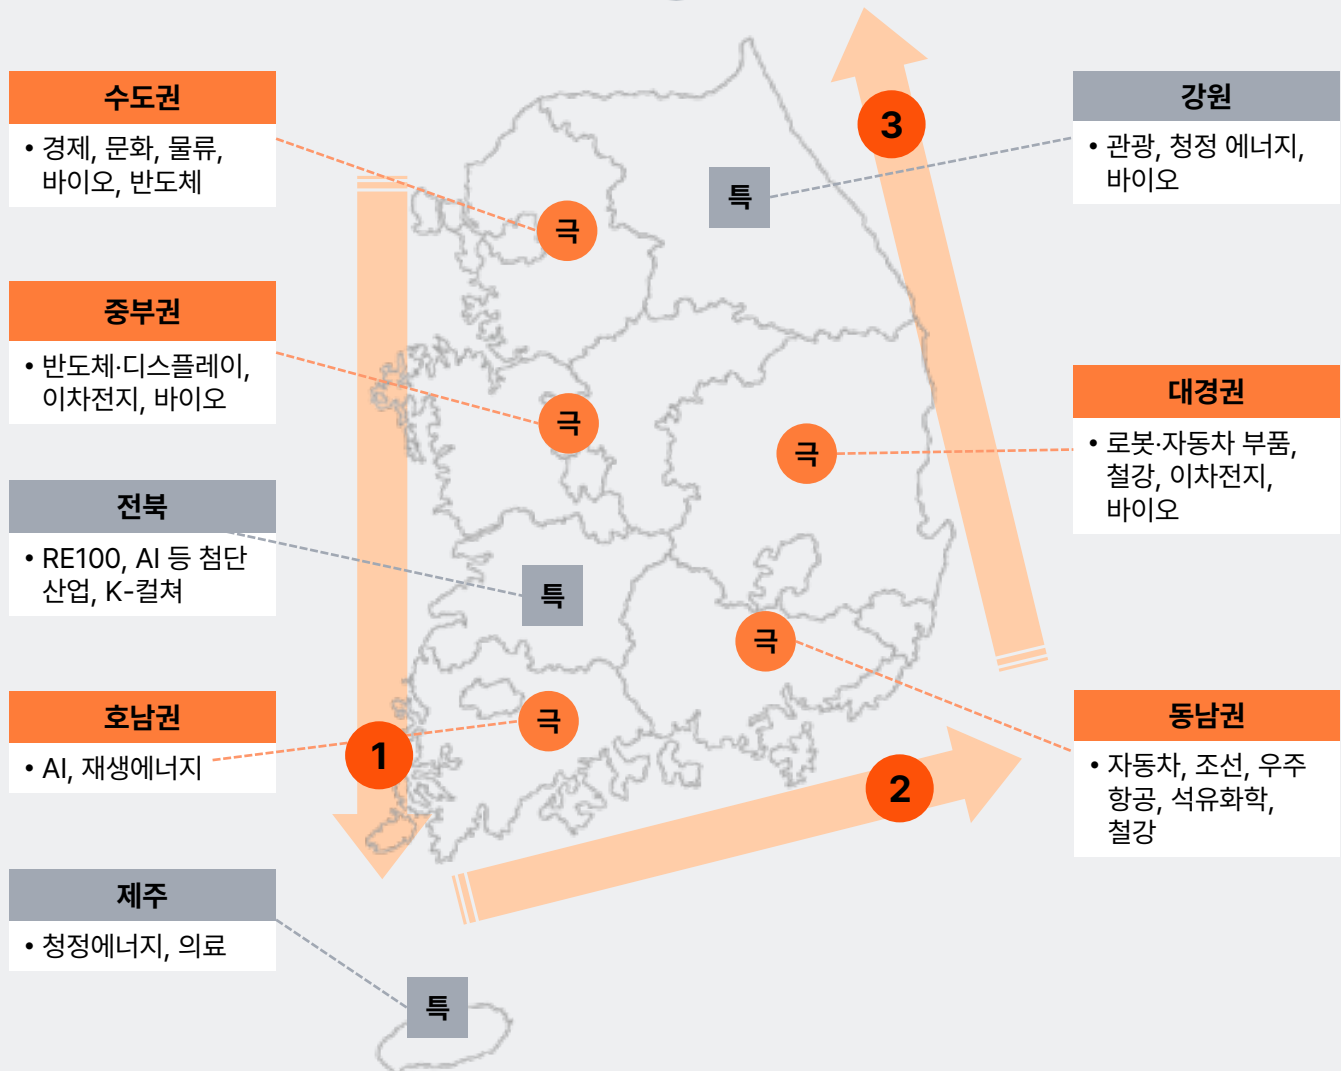 수도권
• 경제, 문화, 물류,
바이오, 반도체
중부권
• 반도체·디스플레이,
이차전지, 바이오
전북
• RE100, AI 등 첨단
산업, K-컬쳐
호남권
• AI, 재생에너지
제주
• 청정에너지, 의료
강원
• 관광, 청정 에너지,
바이오
대경권
• 로봇·자동차 부품,
철강, 이차전지,
바이오
동남권
• 자동차, 조선, 우주
항공, 석유화학,
철강
3
특
극
극
극
특
극
극
1
2
특